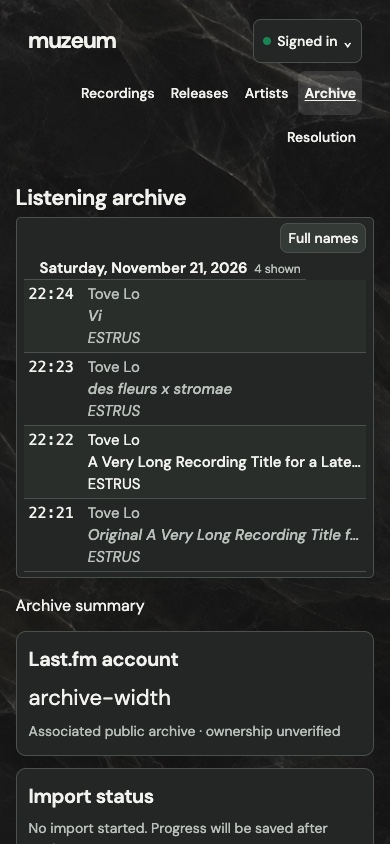 muzeum
Signed in
Recordings Releases Artists Archive
Resolution
Listening archive
Full names
Saturday, November 21, 2026 4 shown
22:24 Tove Lo
Vi
ESTRUS
22:23 Tove Lo
des fleurs x stromae
ESTRUS
22:22 Tove Lo
A Very Long Recording Title for a Late…
ESTRUS
22:21 Tove Lo
Original A Very Long Recording Title f…
ESTRUS
Archive summary
Last.fm account
archive-width
Associated public archive · ownership unverified
Import status
No import started. Progress will be saved after